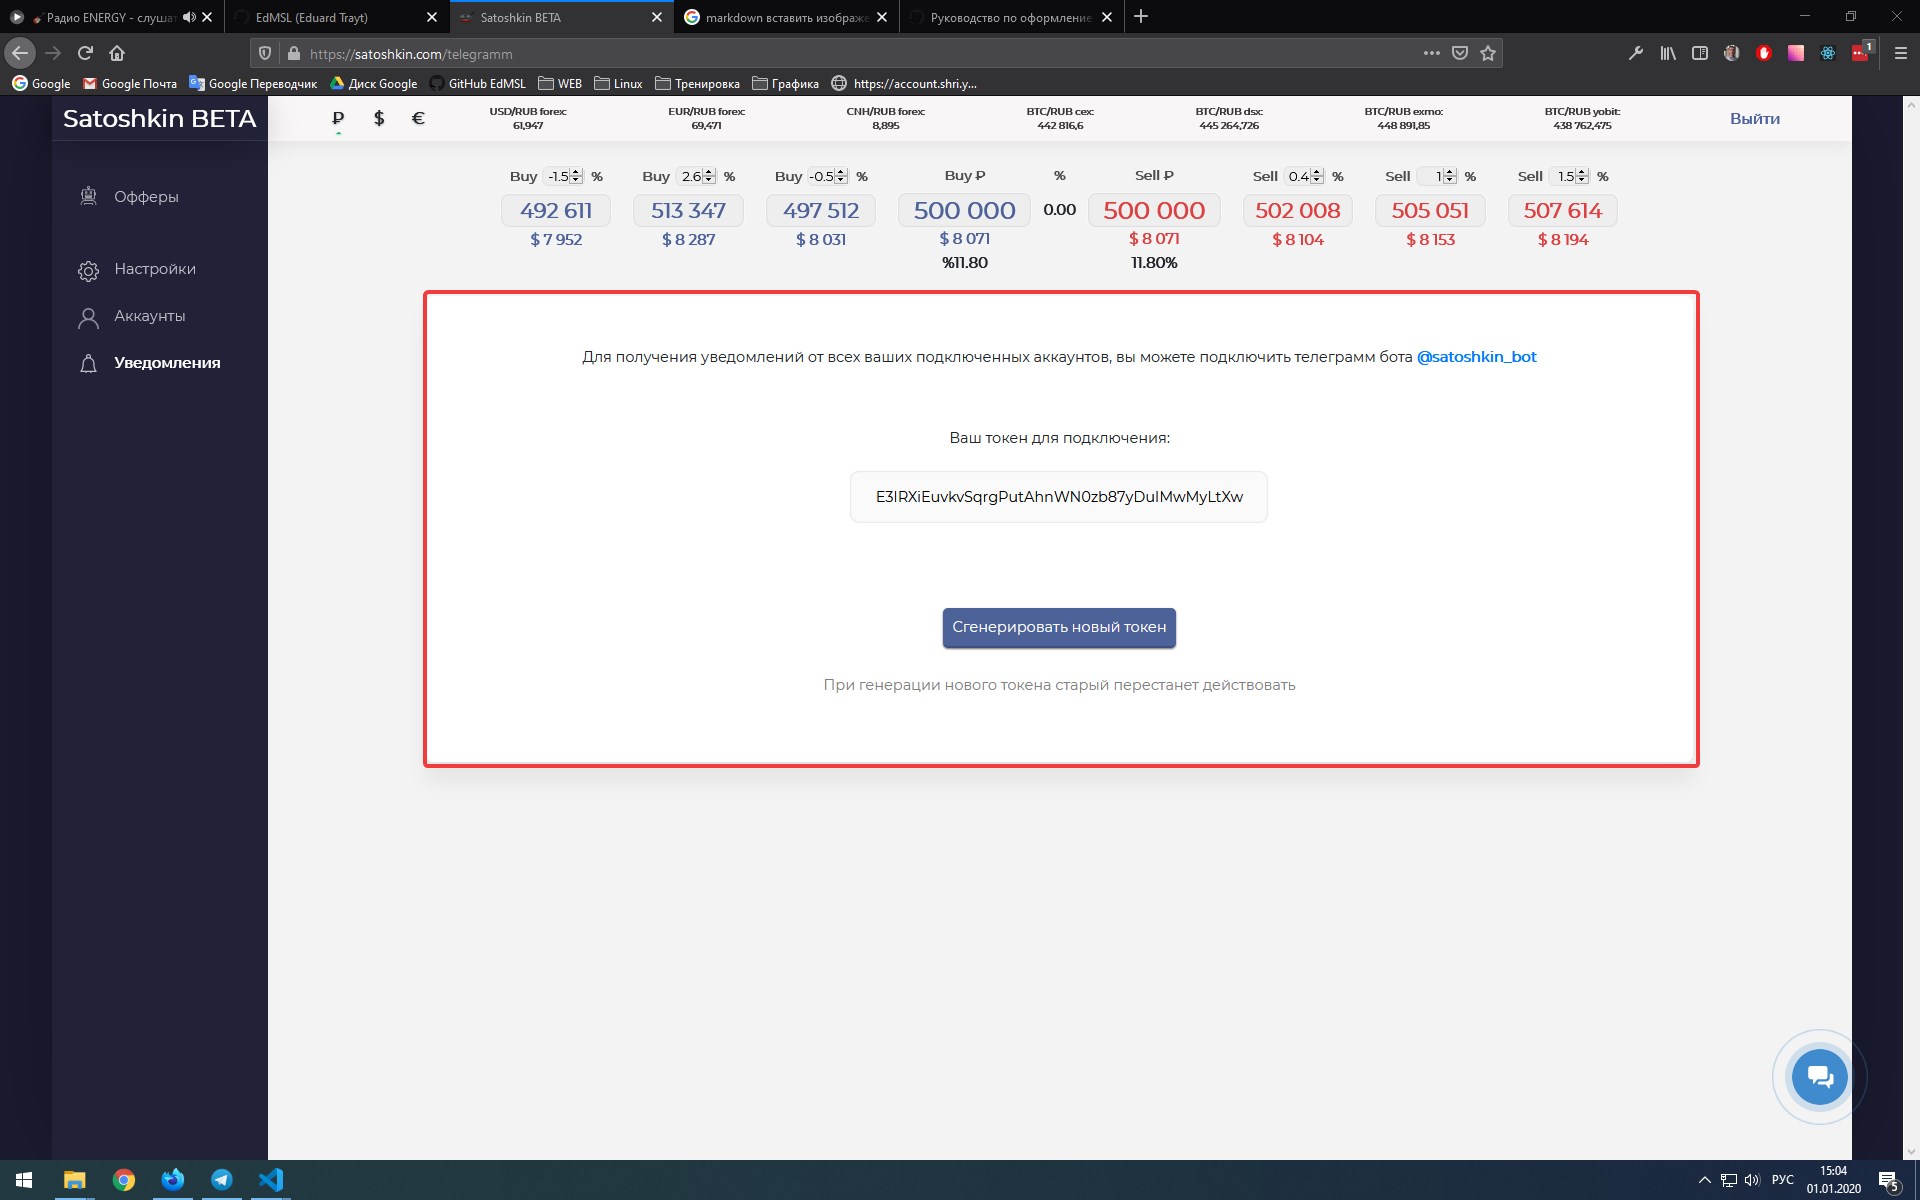 Радио ENERGY - слушат
EdMSL (Eduard Trayt)
Satoshkin BETA
markdown вставить изображе
Руководство по оформление
https://satoshkin.com/telegramm
1
Google
Google Почта
Google Переводчик
Диск Google
GitHub EdMSL
WEB
Linux
Тренировка
Графика
https://account.shri.y...
Satoshkin BETA
₽ $ €
USD/RUB forex:
61,947
EUR/RUB forex:
69,471
CNH/RUB forex:
8,895
BTC/RUB cex:
442 816,6
BTC/RUB dsx:
445 264,726
BTC/RUB exmo:
448 891,85
BTC/RUB yobit:
438 762,475
Выйти
Офферы
Настройки
Аккаунты
Уведомления
Buy -1.5 %
492 611
$ 7 952
Buy 2.6 %
513 347
$ 8 287
Buy -0.5 %
497 512
$ 8 031
Buy ₽
500 000
$ 8 071
%11.80
%
0.00
Sell ₽
500 000
$ 8 071
11.80%
Sell 0.4 %
502 008
$ 8 104
Sell 1 %
505 051
$ 8 153
Sell 1.5 %
507 614
$ 8 194
Для получения уведомлений от всех ваших подключенных аккаунтов, вы можете подключить телеграмм бота @satoshkin_bot
Ваш токен для подключения:
E3IRXiEuvkvSqrgPutAhnWN0zb87yDuIMwMyLtXw
Сгенерировать новый токен
При генерации нового токена старый перестанет действовать
РУС
15:04
01.01.2020
5